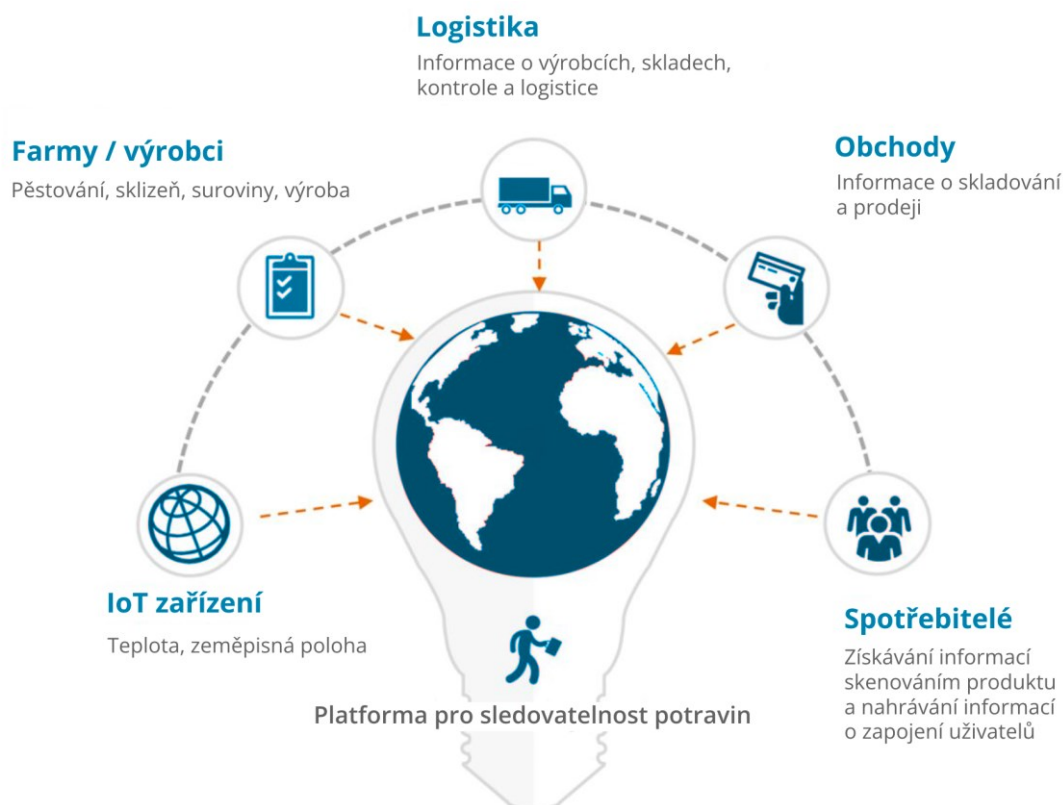 Logistika
Informace o výrobcích, skladech,
kontrole a logistice
Farmy / výrobci
Pěstování, sklizeň, suroviny, výroba
Obchody
Informace o skladování
a prodeji
IoT zařízení
Teplota, zeměpisná poloha
Spotřebitelé
Získávání informací
skenováním produktu
a nahrávání informací
o zapojení uživatelů
Platforma pro sledovatelnost potravin